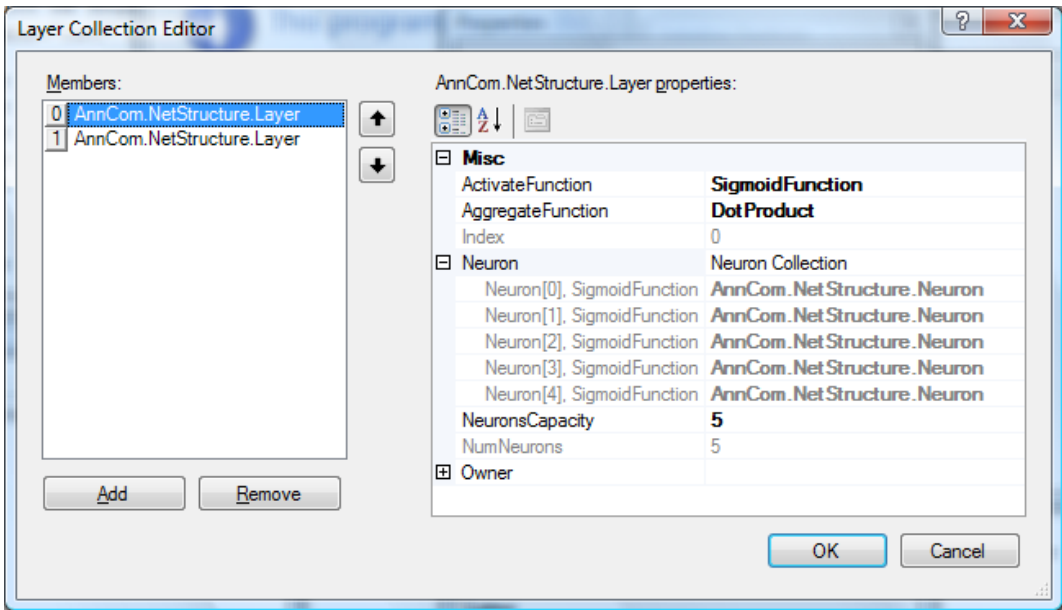 Layer Collection Editor
Members:
0 AnnCom.NetStructure.Layer
1 AnnCom.NetStructure.Layer
Add
Remove
AnnCom.NetStructure.Layer properties:
Misc
ActivateFunction SigmoidFunction
AggregateFunction DotProduct
Index 0
Neuron Neuron Collection
Neuron[0], SigmoidFunction AnnCom.NetStructure.Neuron
Neuron[1], SigmoidFunction AnnCom.NetStructure.Neuron
Neuron[2], SigmoidFunction AnnCom.NetStructure.Neuron
Neuron[3], SigmoidFunction AnnCom.NetStructure.Neuron
Neuron[4], SigmoidFunction AnnCom.NetStructure.Neuron
NeuronsCapacity 5
NumNeurons 5
Owner
OK
Cancel